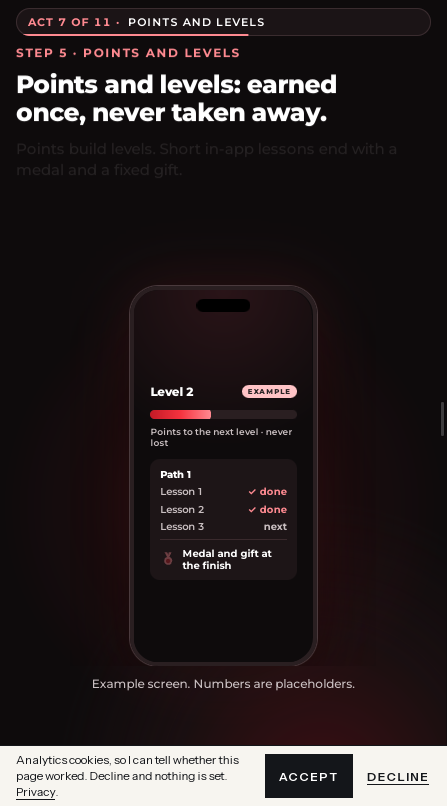 ACT 7 OF 11 · POINTS AND LEVELS
STEP 5 · POINTS AND LEVELS
Points and levels: earned
once, never taken away.
Points build levels. Short in-app lessons end with a
medal and a fixed gift.
Level 2
EXAMPLE
Points to the next level · never
lost
Path 1
Lesson 1 ✓ done
Lesson 2 ✓ done
Lesson 3 next
Medal and gift at
the finish
Example screen. Numbers are placeholders.
Analytics cookies, so I can tell whether this
page worked. Decline and nothing is set.
Privacy.
ACCEPT
DECLINE